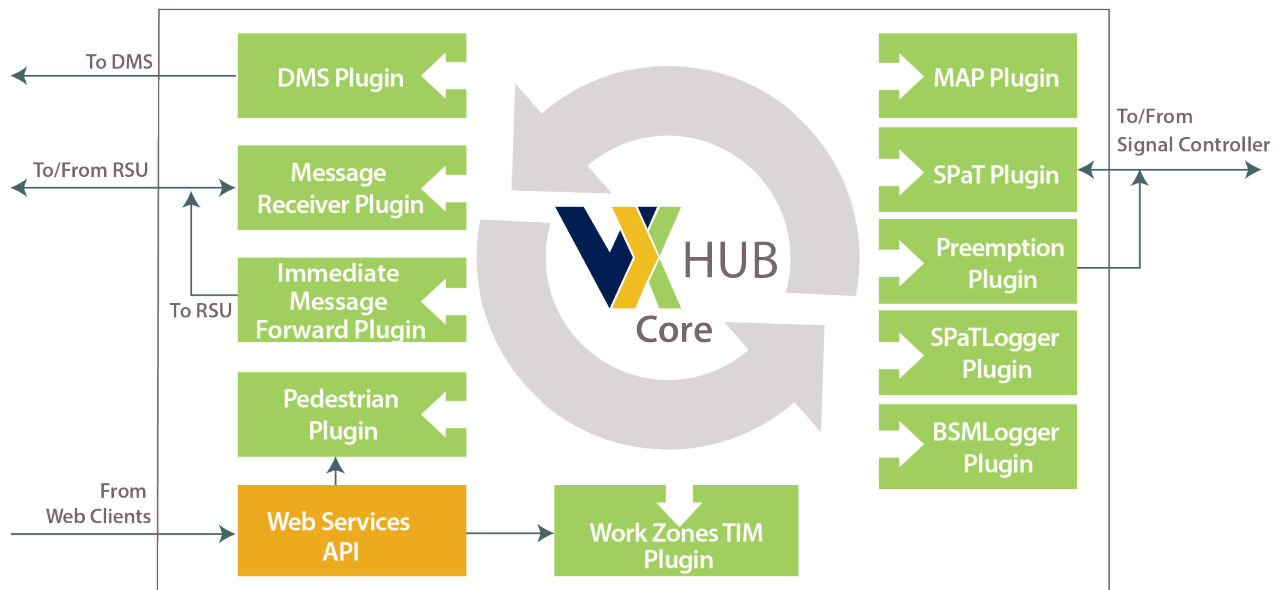 To DMS
DMS Plugin
To/From RSU
Message
Receiver Plugin
To RSU
Immediate
Message
Forward Plugin
Pedestrian
Plugin
From
Web Clients
Web Services
API
VX HUB
Core
Work Zones TIM
Plugin
MAP Plugin
SPaT Plugin
To/From
Signal Controller
Preemption
Plugin
SPaTLogger
Plugin
BSMLogger
Plugin